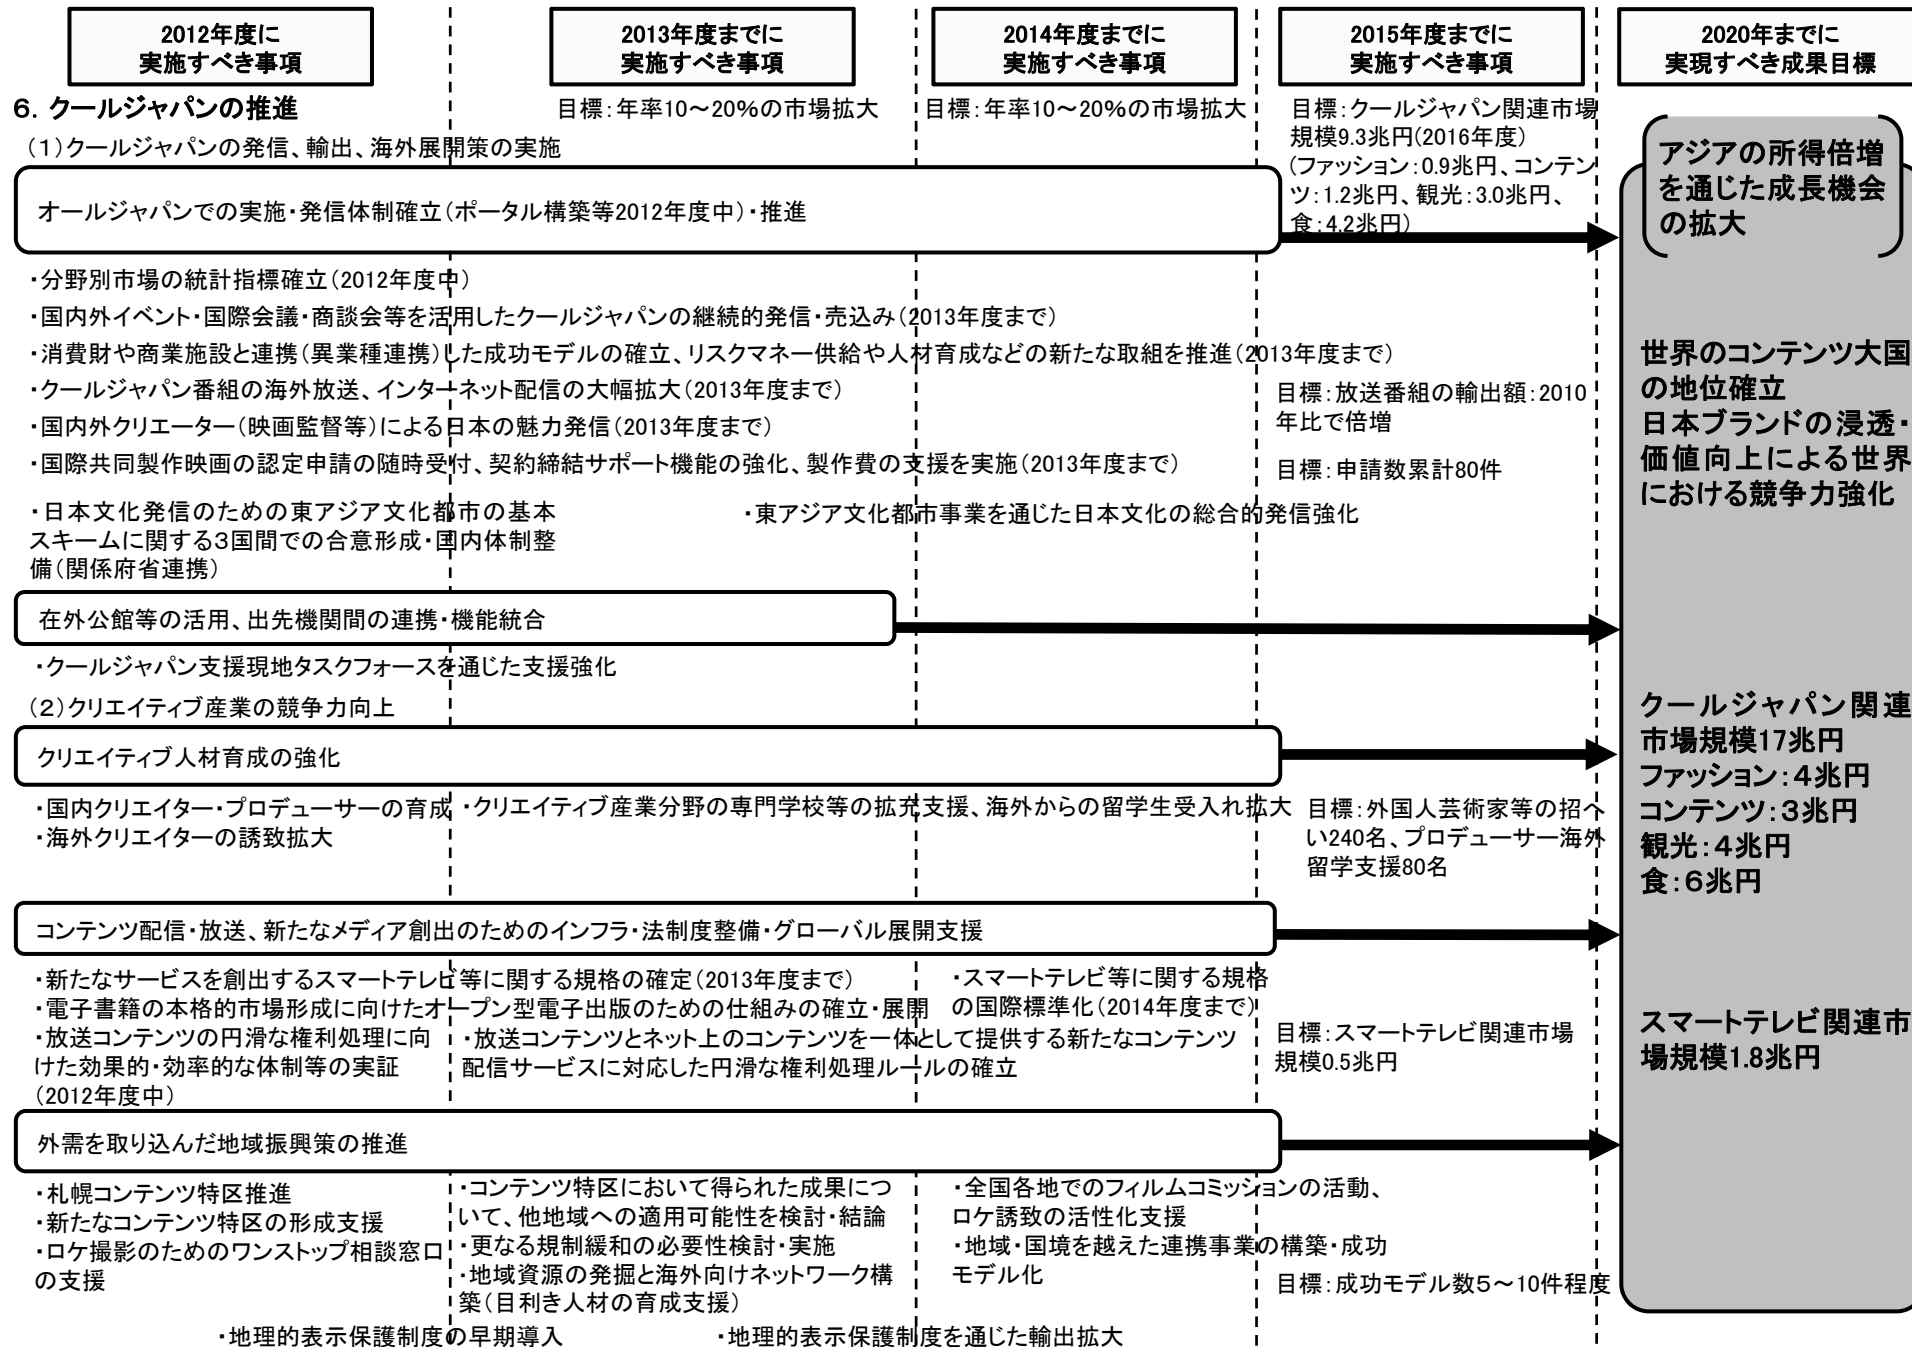 2012年度に
実施すべき事項
2013年度までに
実施すべき事項
2014年度までに
実施すべき事項
2015年度までに
実施すべき事項
2020年までに
実現すべき成果目標
６．クールジャパンの推進
目標：年率10～20%の市場拡大
目標：年率10～20%の市場拡大
目標：クールジャパン関連市場
規模9.3兆円(2016年度)
(ファッション：0.9兆円、コンテン
ツ：1.2兆円、観光：3.0兆円、
食：4.2兆円)
（１）クールジャパンの発信、輸出、海外展開策の実施
オールジャパンでの実施・発信体制確立（ポータル構築等2012年度中）・推進
・分野別市場の統計指標確立（2012年度中）
・国内外イベント・国際会議・商談会等を活用したクールジャパンの継続的発信・売込み（2013年度まで）
・消費財や商業施設と連携（異業種連携）した成功モデルの確立、リスクマネー供給や人材育成などの新たな取組を推進（2013年度まで）
・クールジャパン番組の海外放送、インターネット配信の大幅拡大（2013年度まで）
目標：放送番組の輸出額：2010
年比で倍増
・国内外クリエーター（映画監督等）による日本の魅力発信（2013年度まで）
・国際共同製作映画の認定申請の随時受付、契約締結サポート機能の強化、製作費の支援を実施（2013年度まで）
目標：申請数累計80件
・日本文化発信のための東アジア文化都市の基本
スキームに関する３国間での合意形成・国内体制整
備（関係府省連携）
・東アジア文化都市事業を通じた日本文化の総合的発信強化
在外公館等の活用、出先機関間の連携・機能統合
・クールジャパン支援現地タスクフォースを通じた支援強化
（２）クリエイティブ産業の競争力向上
クリエイティブ人材育成の強化
・国内クリエイター・プロデューサーの育成
・海外クリエイターの誘致拡大
・クリエイティブ産業分野の専門学校等の拡充支援、海外からの留学生受入れ拡大
目標：外国人芸術家等の招へ
い240名、プロデューサー海外
留学支援80名
コンテンツ配信・放送、新たなメディア創出のためのインフラ・法制度整備・グローバル展開支援
・新たなサービスを創出するスマートテレビ等に関する規格の確定（2013年度まで）
・電子書籍の本格的市場形成に向けたオープン型電子出版のための仕組みの確立・展開
・放送コンテンツの円滑な権利処理に向
けた効果的・効率的な体制等の実証
（2012年度中）
・放送コンテンツとネット上のコンテンツを一体として提供する新たなコンテンツ
配信サービスに対応した円滑な権利処理ルールの確立
・スマートテレビ等に関する規格
の国際標準化（2014年度まで）
目標：スマートテレビ関連市場
規模0.5兆円
外需を取り込んだ地域振興策の推進
・札幌コンテンツ特区推進
・新たなコンテンツ特区の形成支援
・ロケ撮影のためのワンストップ相談窓口
の支援
・コンテンツ特区において得られた成果につ
いて、他地域への適用可能性を検討・結論
・更なる規制緩和の必要性検討・実施
・地域資源の発掘と海外向けネットワーク構
築（目利き人材の育成支援）
・全国各地でのフィルムコミッションの活動、
ロケ誘致の活性化支援
・地域・国境を越えた連携事業の構築・成功
モデル化
目標：成功モデル数５～10件程度
・地理的表示保護制度の早期導入
・地理的表示保護制度を通じた輸出拡大
アジアの所得倍増
を通じた成長機会
の拡大
世界のコンテンツ大国
の地位確立
日本ブランドの浸透・
価値向上による世界
における競争力強化
クールジャパン関連
市場規模17兆円
ファッション：４兆円
コンテンツ：３兆円
観光：４兆円
食：６兆円
スマートテレビ関連市
場規模1.8兆円